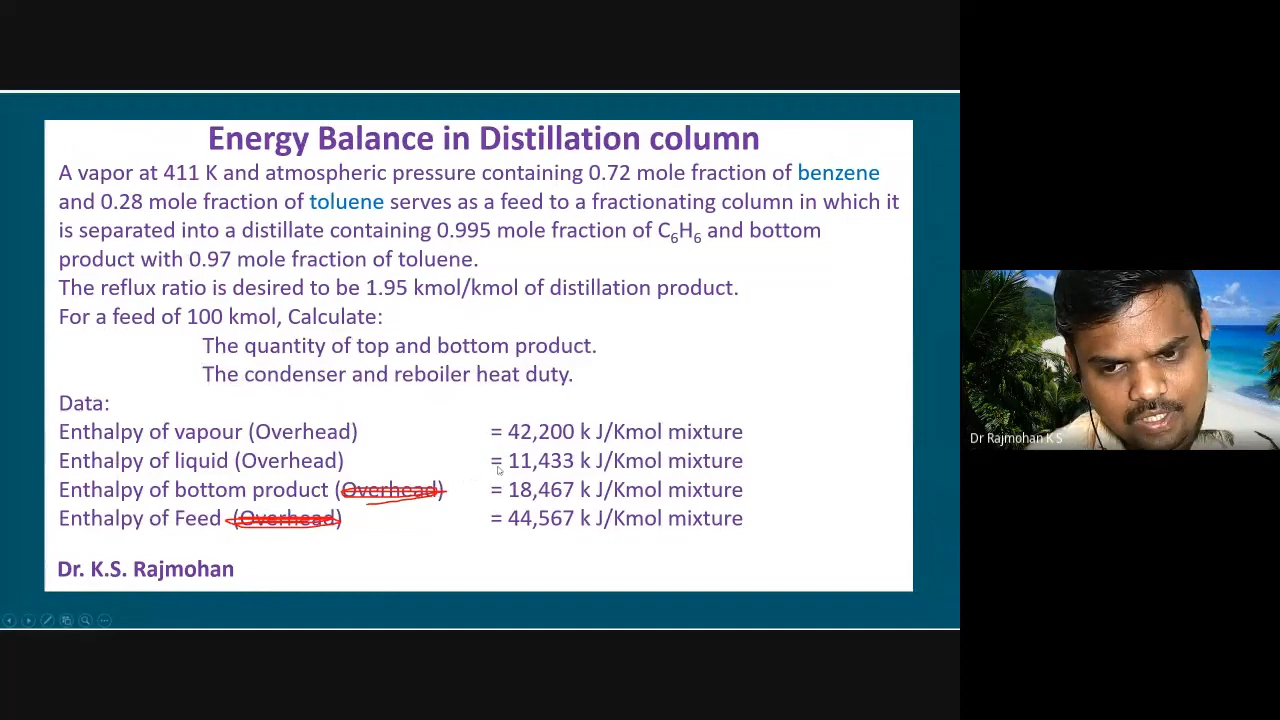 Energy Balance in Distillation column
A vapor at 411 K and atmospheric pressure containing 0.72 mole fraction of benzene
and 0.28 mole fraction of toluene serves as a feed to a fractionating column in which it
is separated into a distillate containing 0.995 mole fraction of C₆H₆ and bottom
product with 0.97 mole fraction of toluene.
The reflux ratio is desired to be 1.95 kmol/kmol of distillation product.
For a feed of 100 kmol, Calculate:
The quantity of top and bottom product.
The condenser and reboiler heat duty.
Data:
Enthalpy of vapour (Overhead) = 42,200 k J/Kmol mixture
Enthalpy of liquid (Overhead) = 11,433 k J/Kmol mixture
Enthalpy of bottom product (Overhead) = 18,467 k J/Kmol mixture
Enthalpy of Feed (Overhead) = 44,567 k J/Kmol mixture
Dr. K.S. Rajmohan
Dr Rajmohan K S